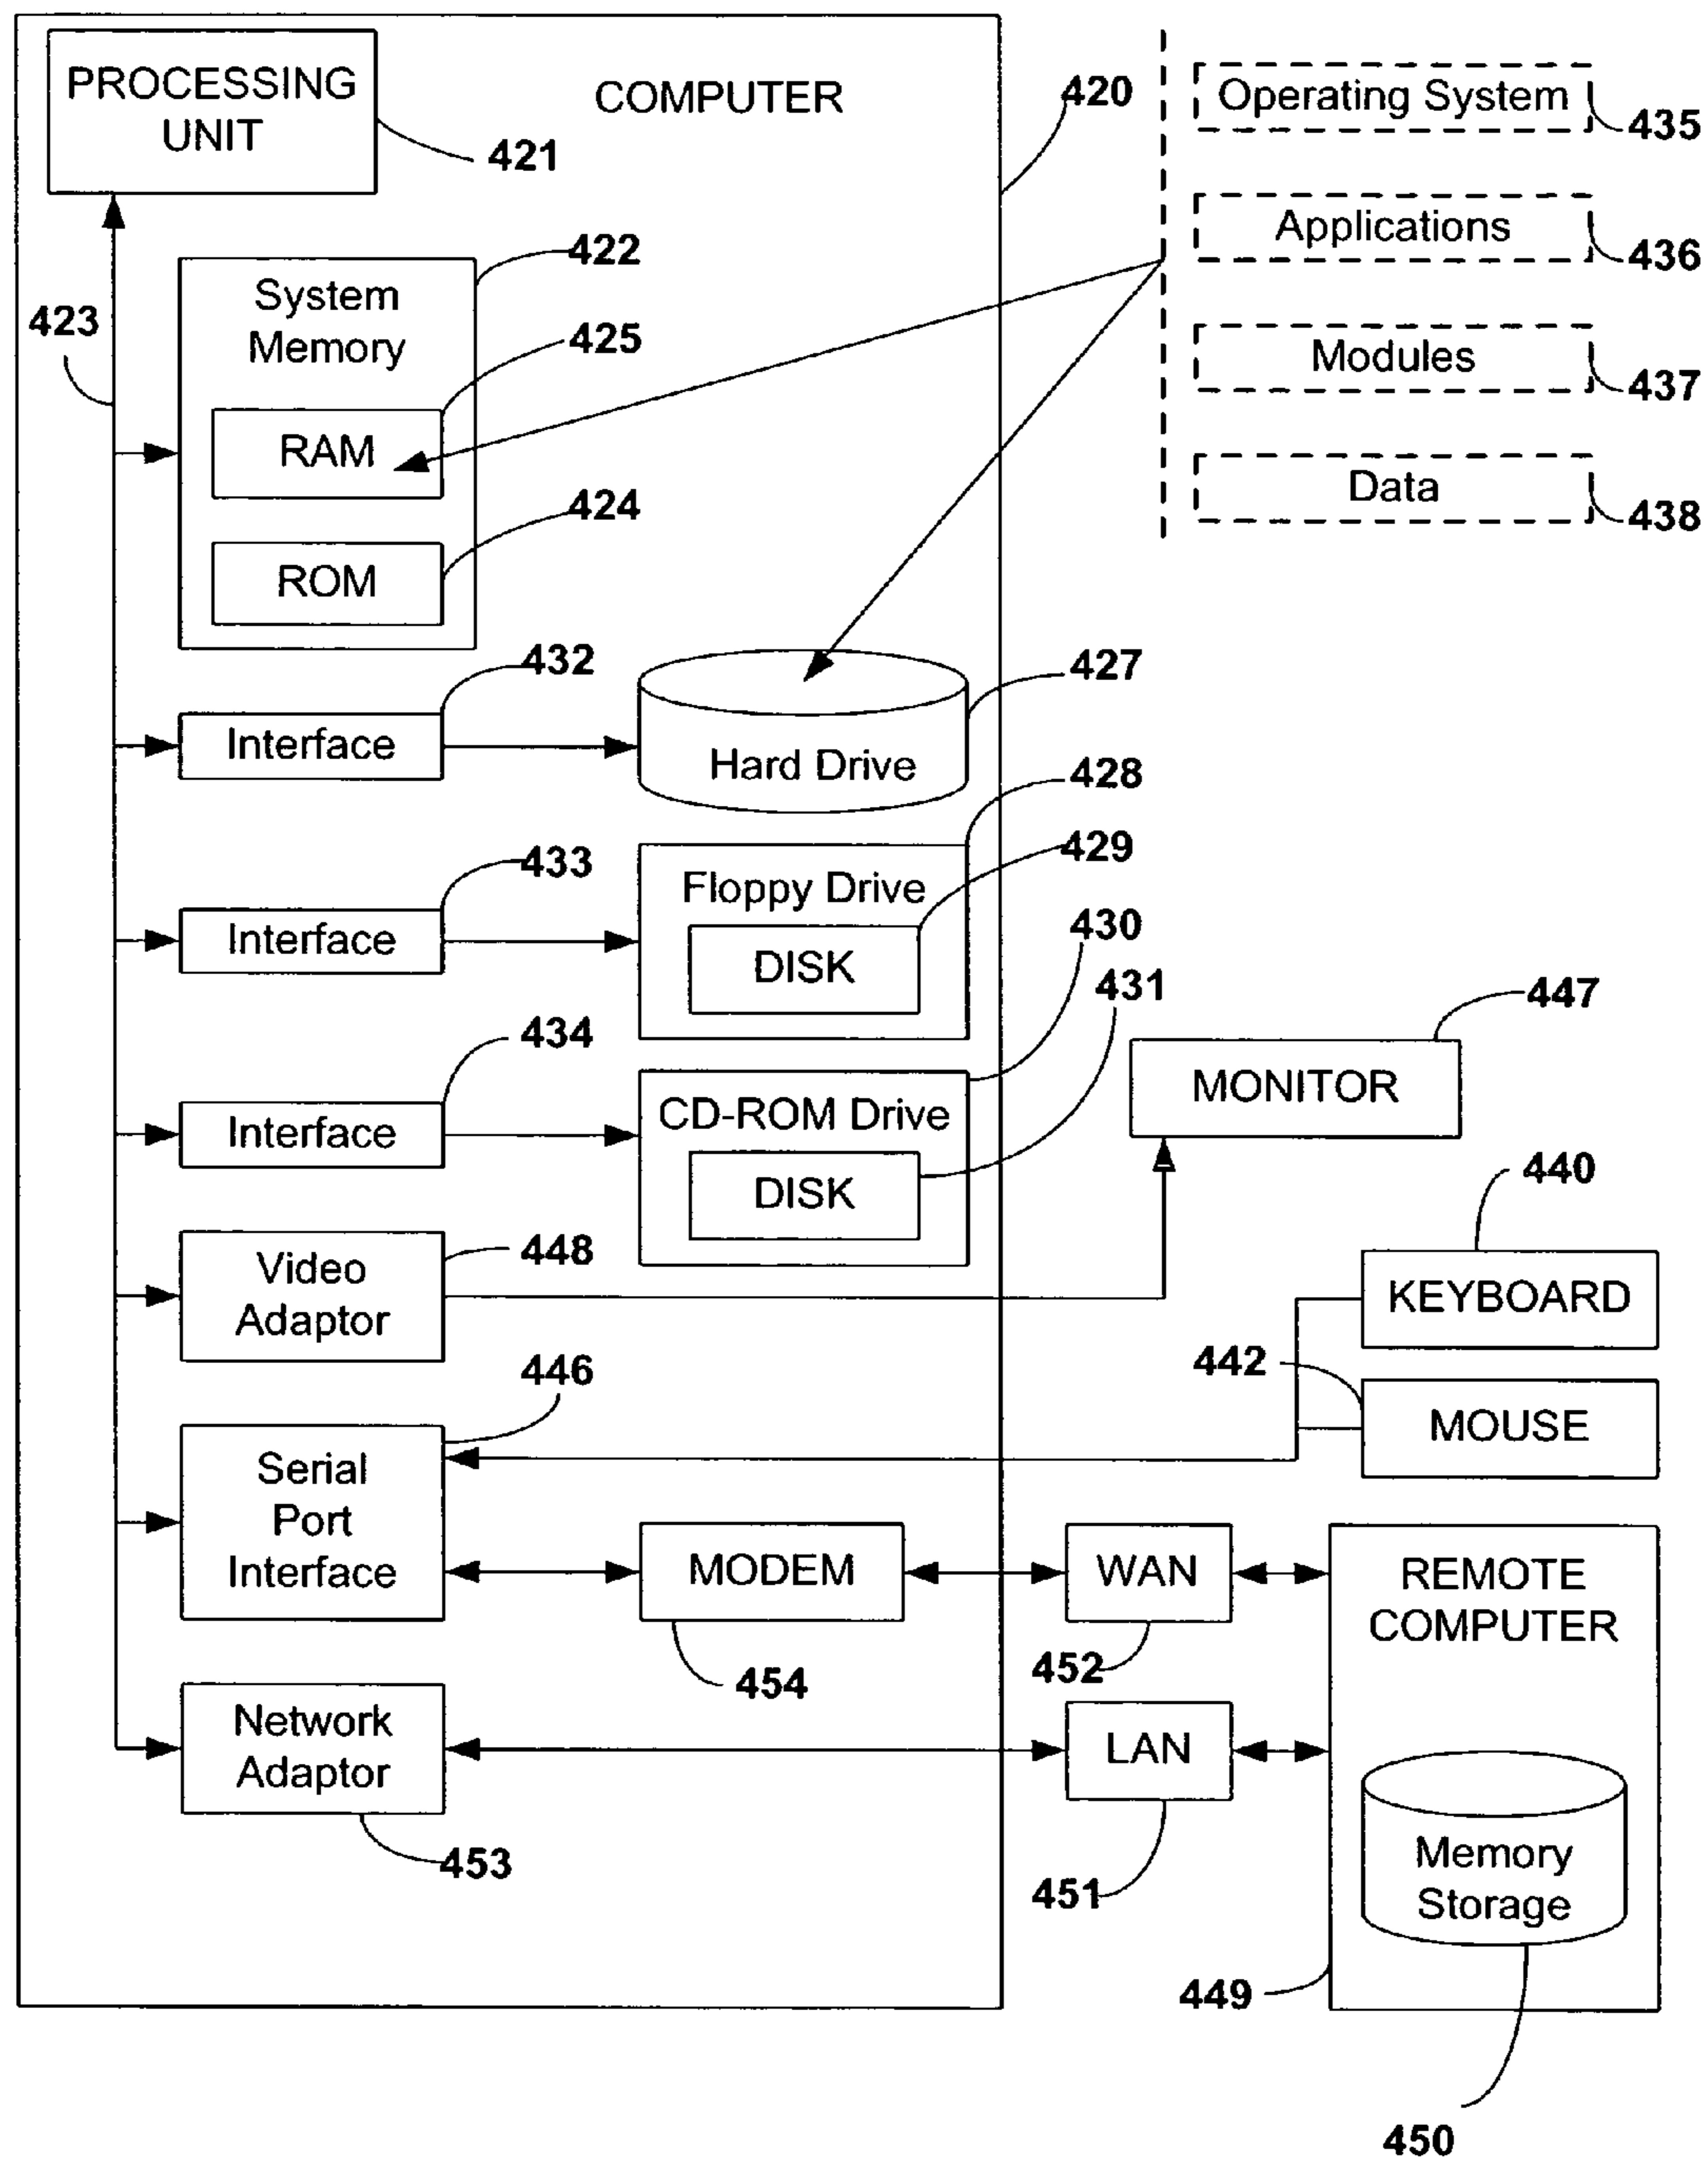 PROCESSING
UNIT
421
COMPUTER
420
Operating System
435
Applications
436
Modules
437
Data
438
423
System
Memory
422
RAM
425
ROM
424
Interface
432
Hard Drive
427
Interface
433
Floppy Drive
428
DISK
429
Interface
434
CD-ROM Drive
430
DISK
431
MONITOR
447
Video
Adaptor
448
KEYBOARD
440
MOUSE
442
Serial
Port
Interface
446
MODEM
454
WAN
452
REMOTE
COMPUTER
449
Network
Adaptor
453
LAN
451
Memory
Storage
450